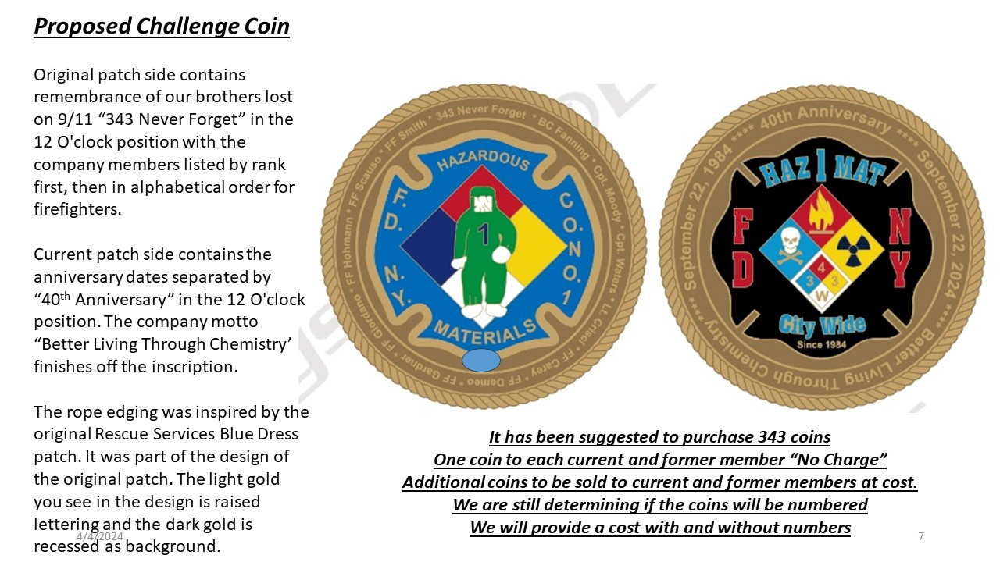 Proposed Challenge Coin
Original patch side contains
remembrance of our brothers lost
on 9/11 “343 Never Forget” in the
12 O'clock position with the
company members listed by rank
first, then in alphabetical order for
firefighters.
Current patch side contains the
anniversary dates separated by
“40th Anniversary” in the 12 O'clock
position. The company motto
“Better Living Through Chemistry’
finishes off the inscription.
The rope edging was inspired by the
original Rescue Services Blue Dress
patch. It was part of the design of
the original patch. The light gold
you see in the design is raised
lettering and the dark gold is
recessed as background.
* 343 Never Forget * BC Fanning * Cpt. Moody * Cpt. Waters * Lt. Crisci * FF Carey * FF Demeo * FF Gardner * FF Giordano * FF Hohmann * FF Scauso * FF Smith
HAZARDOUS
F.
D.
N.
Y.
1
CO.
NO.
1
MATERIALS
September 22, 1984 **** 40th Anniversary **** September 22, 2024 **** Better Living Through Chemistry ****
HAZ 1 MAT
FD
NY
4
3
3
W
City Wide
Since 1984
It has been suggested to purchase 343 coins
One coin to each current and former member “No Charge”
Additional coins to be sold to current and former members at cost.
We are still determining if the coins will be numbered
We will provide a cost with and without numbers
4/4/2024
7